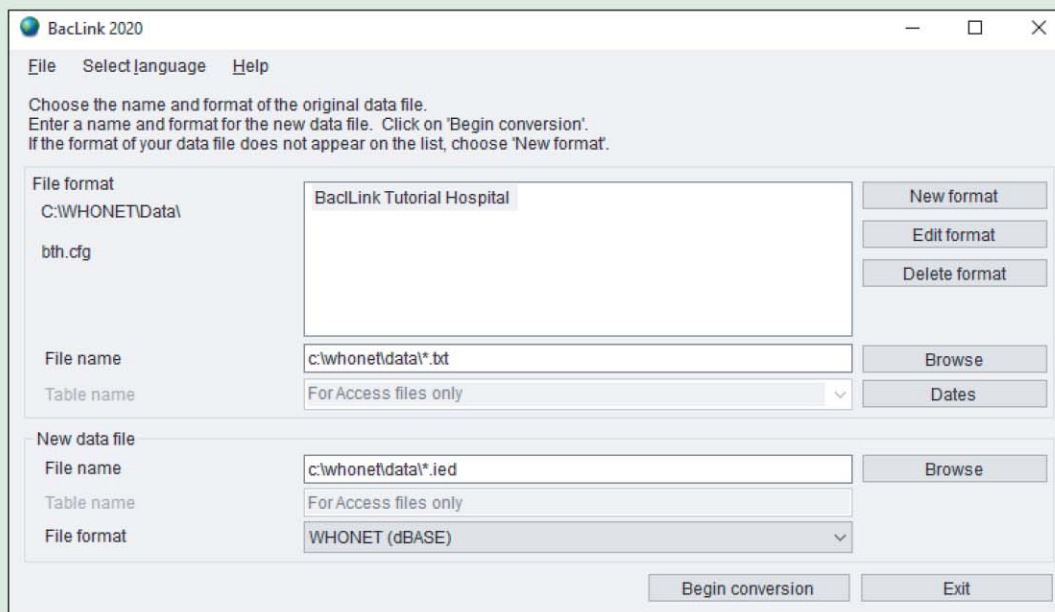 BacLink 2020
File Select language Help
Choose the name and format of the original data file.
Enter a name and format for the new data file. Click on 'Begin conversion'.
If the format of your data file does not appear on the list, choose 'New format'.
File format
C:\WHONET\Data\
bth.cfg
BaclLink Tutorial Hospital
New format
Edit format
Delete format
File name c:\whonet\data\*.txt Browse
Table name For Access files only Dates
New data file
File name c:\whonet\data\*.ied Browse
Table name For Access files only
File format WHONET (dBASE)
Begin conversion Exit